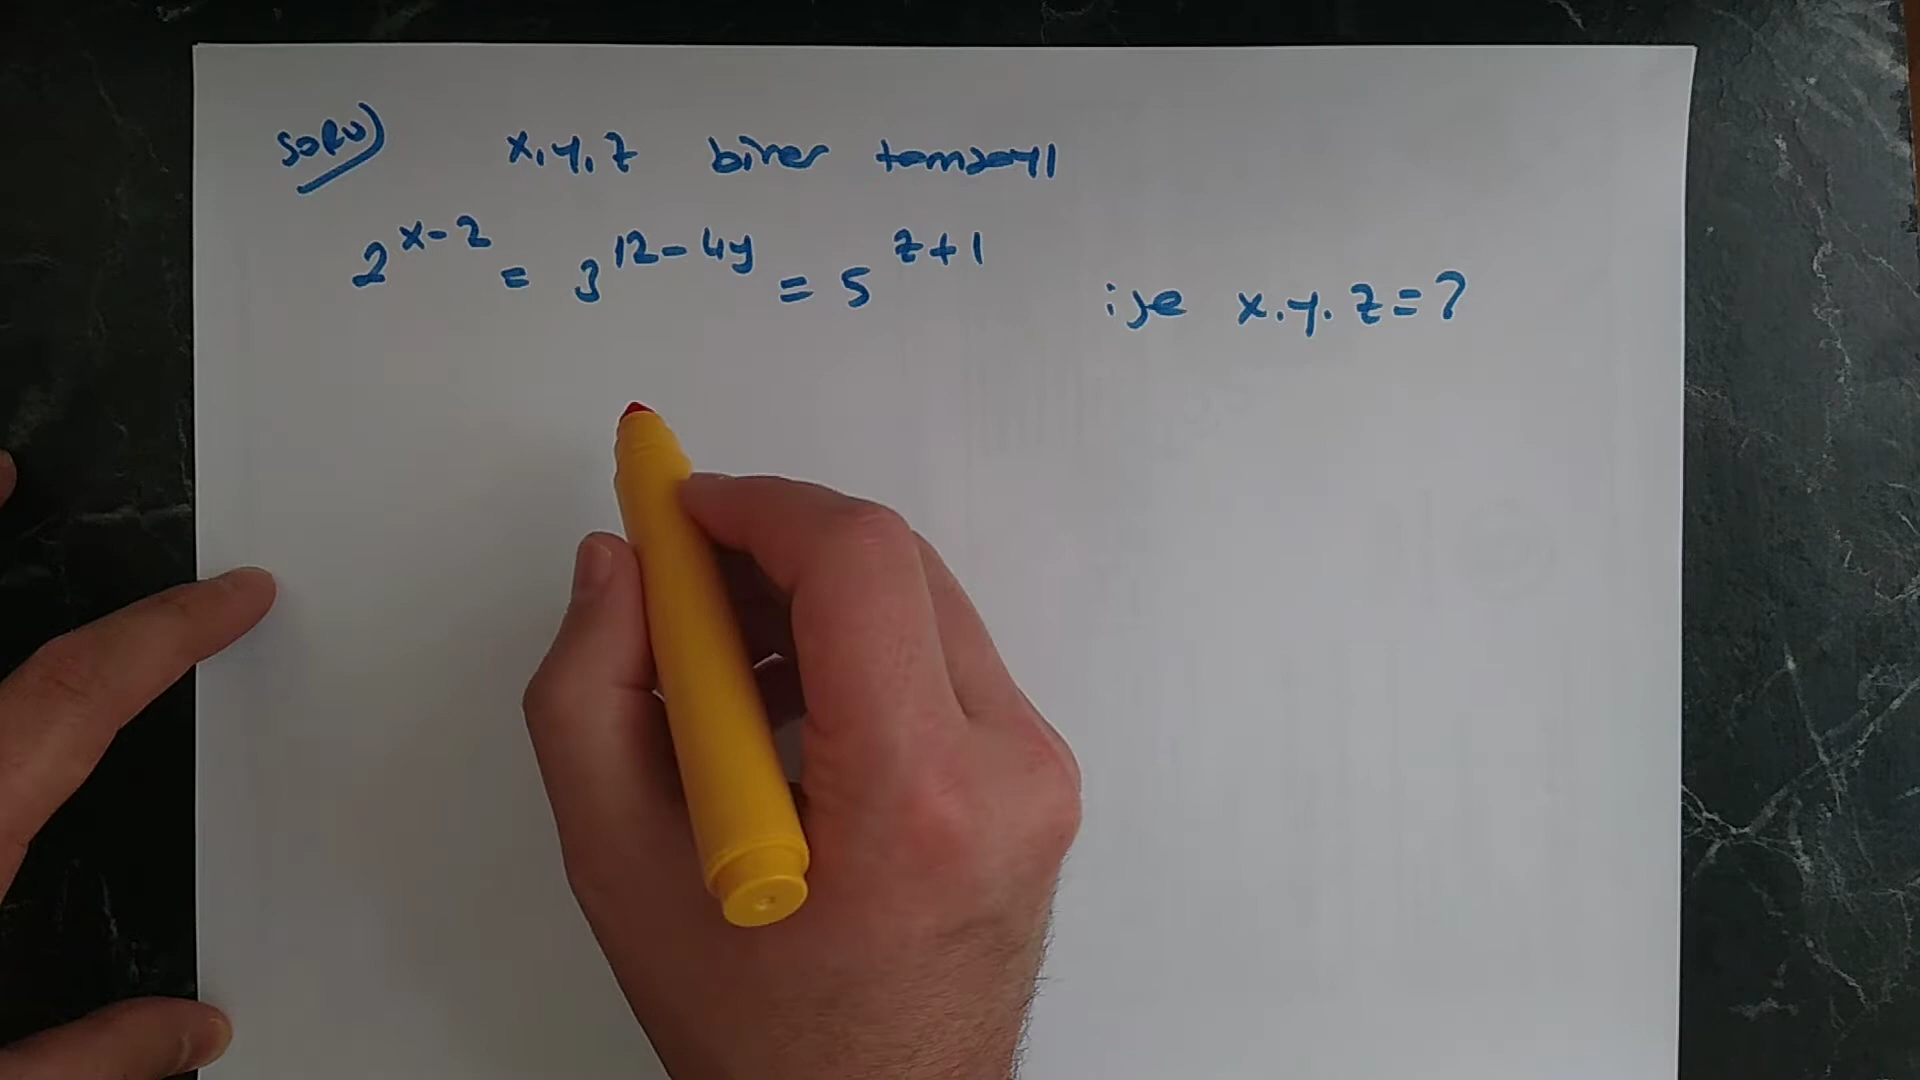 SORU) x, y, z birer tamsayı
2^{x-2} = 3^{12-4y} = 5^{z+1} ise x.y.z=?